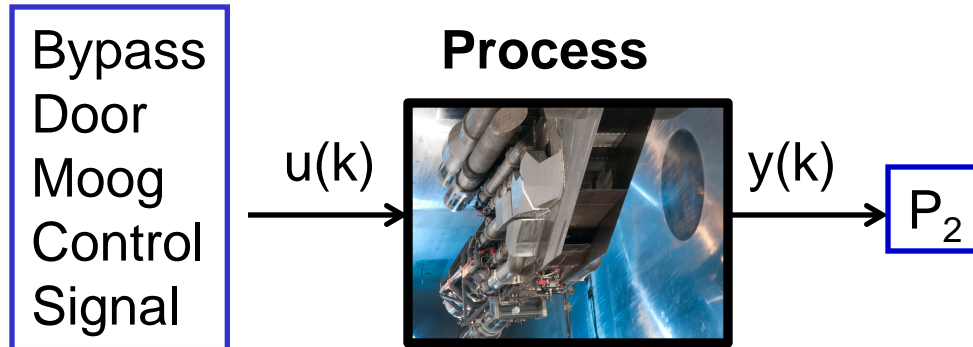 Bypass
Door
Moog
Control
Signal
u(k)
Process
y(k)
P2